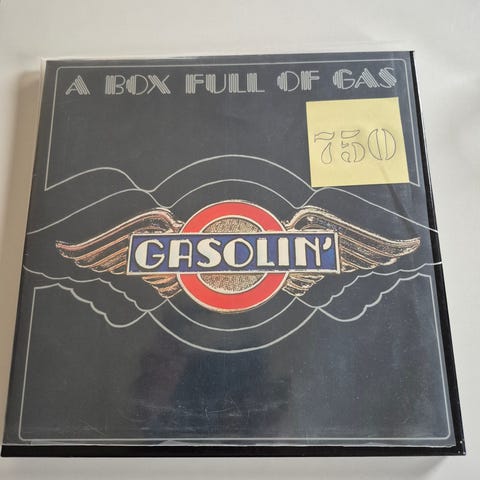 A BOX FULL OF GAS
750
GASOLIN'